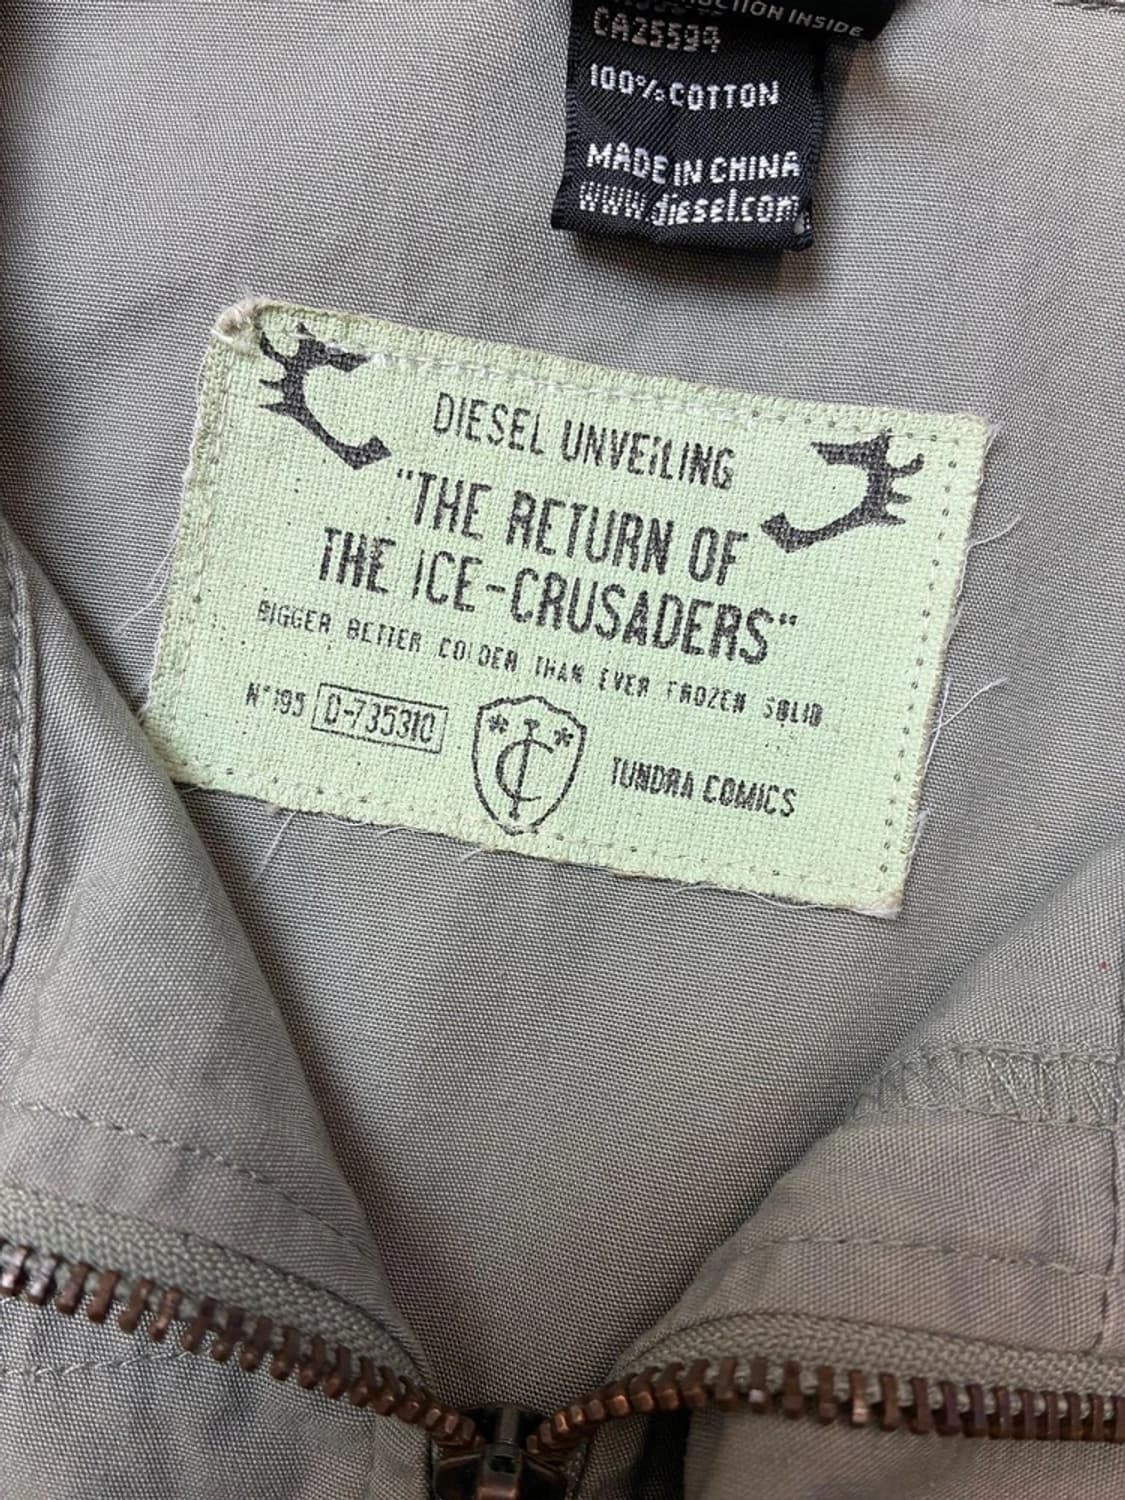 INSIDE
CA25594
100% COTTON
MADE IN CHINA
www.diesel.com
DIESEL UNVEILING
"THE RETURN OF
THE ICE-CRUSADERS"
BIGGER BETTER COLDER THAN EVER FROZEN SOLID
N°195 D-735310
TUNDRA COMICS